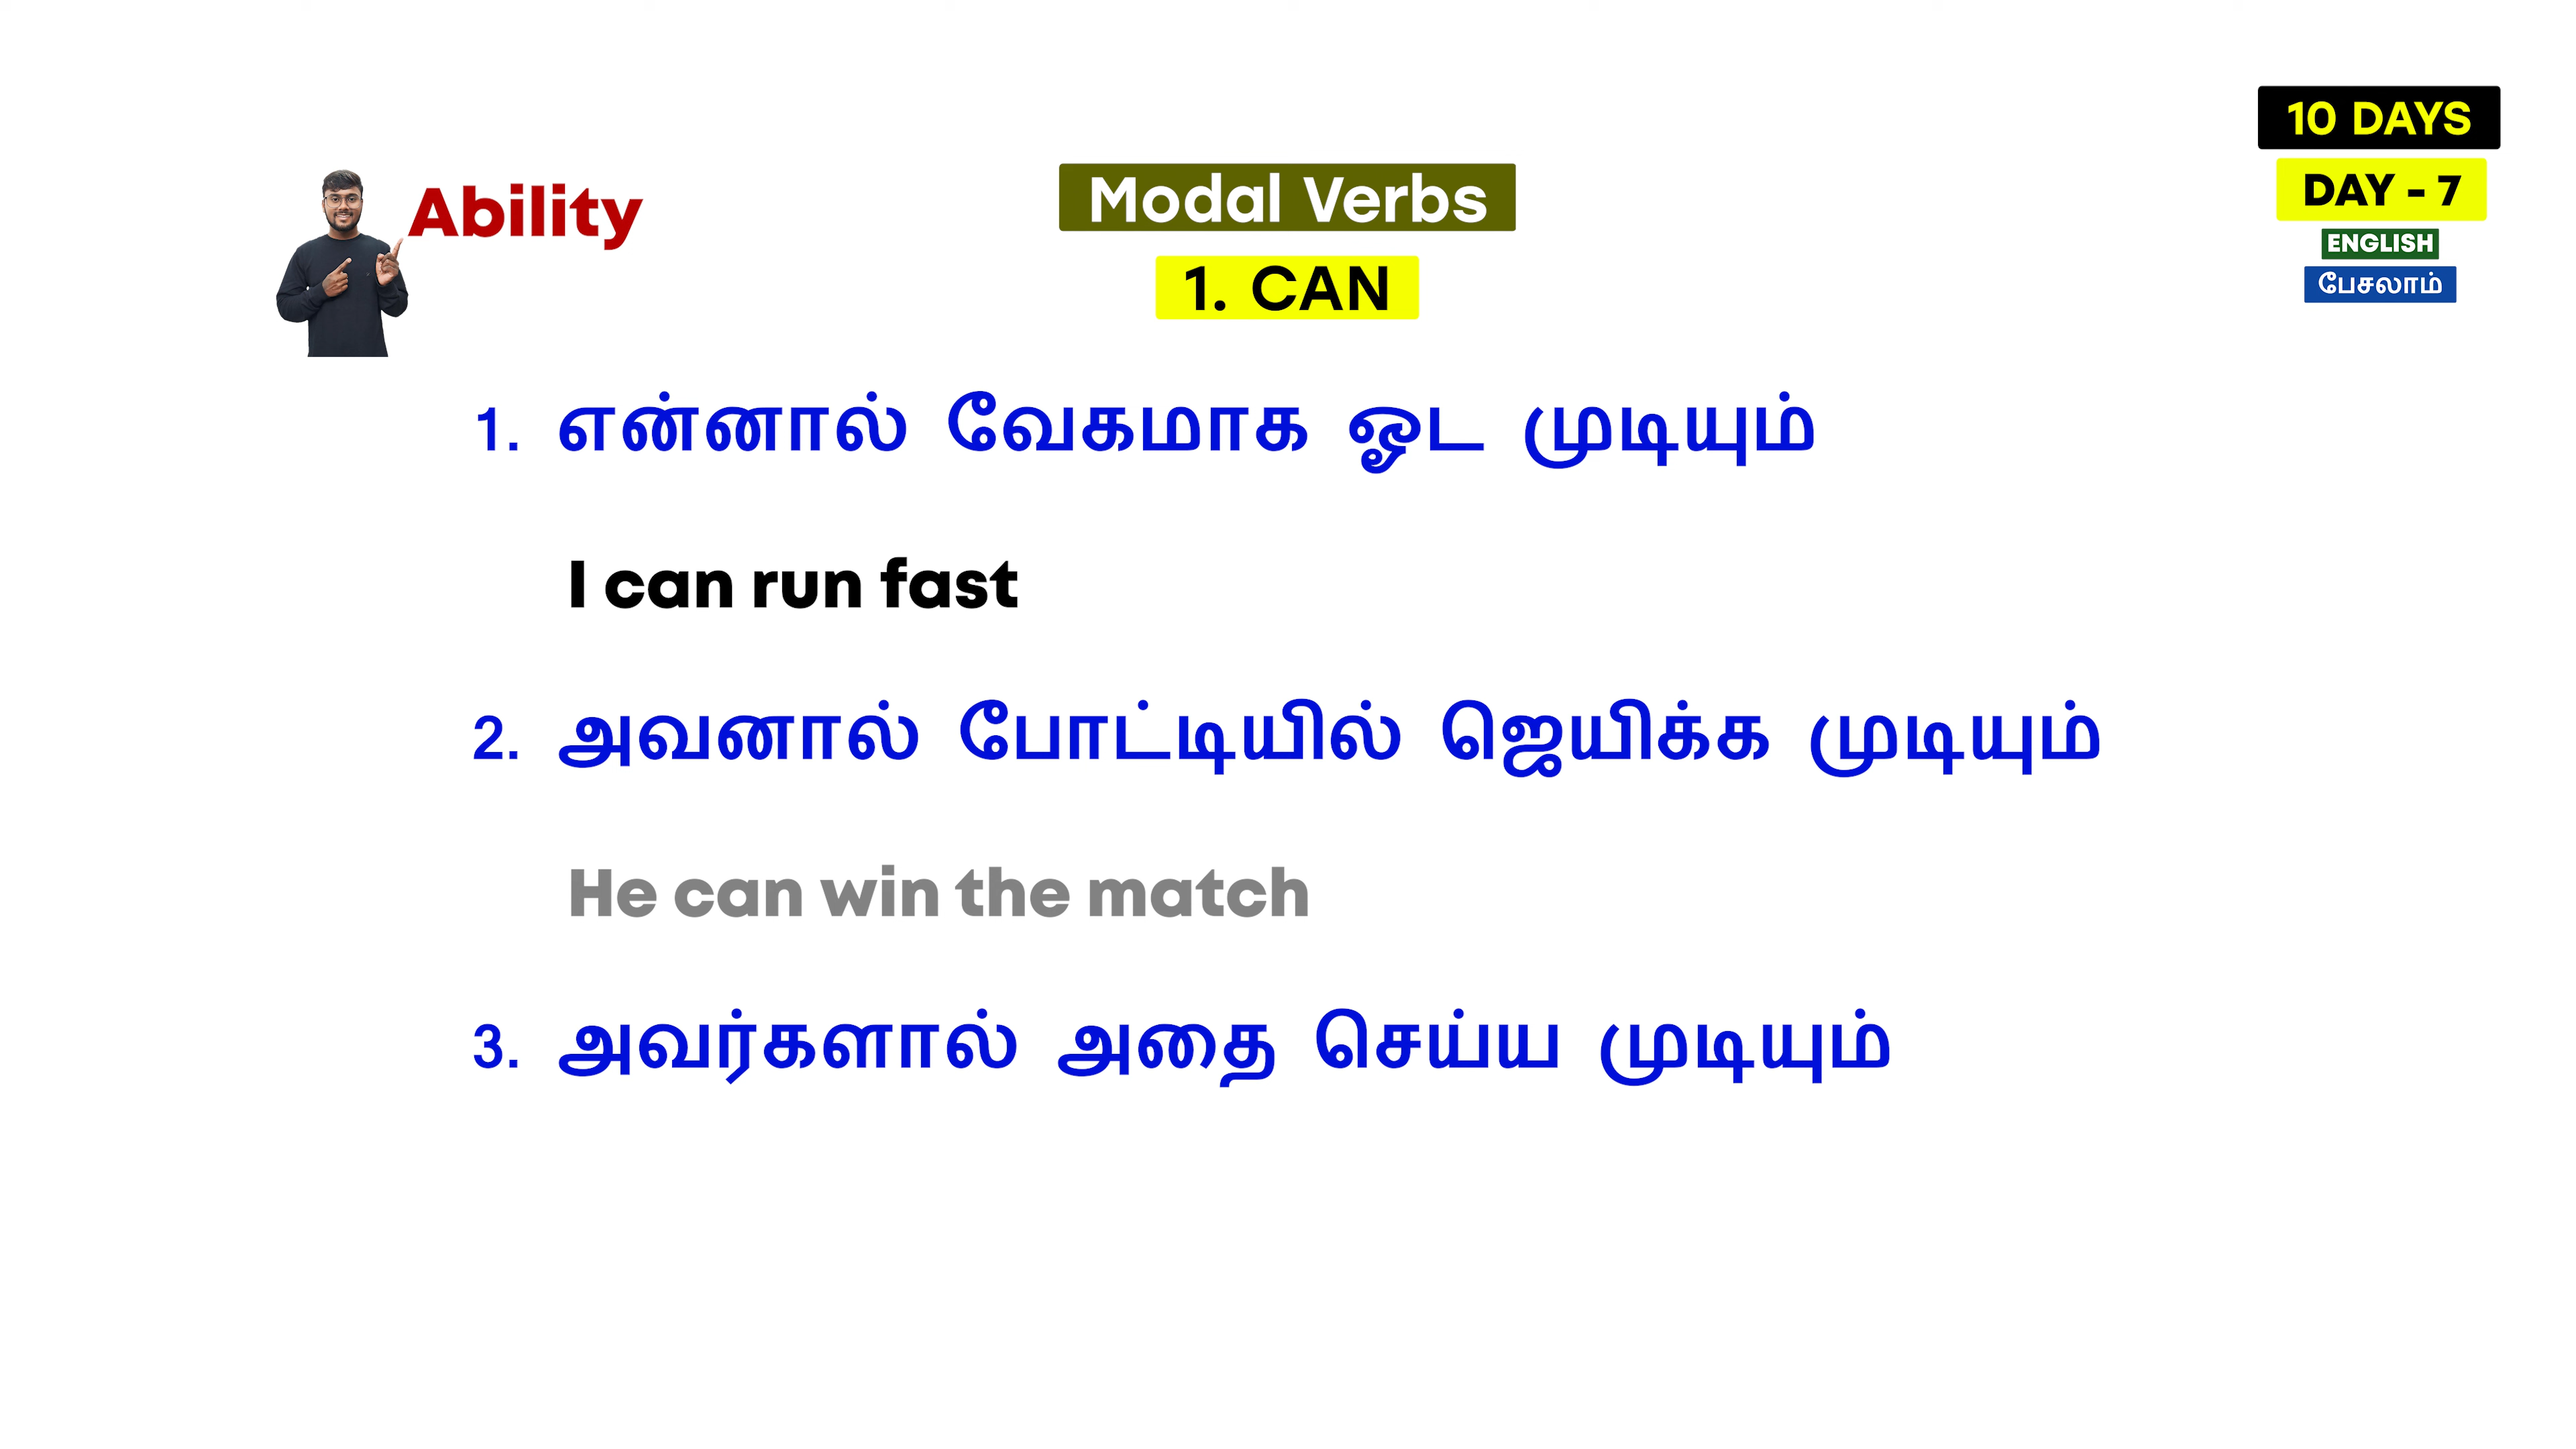 10 DAYS
DAY - 7
ENGLISH
பேசலாம்
Ability
Modal Verbs
1. CAN
1. என்னால் வேகமாக ஓட முடியும்
I can run fast
2. அவனால் போட்டியில் ஜெயிக்க முடியும்
He can win the match
3. அவர்களால் அதை செய்ய முடியும்